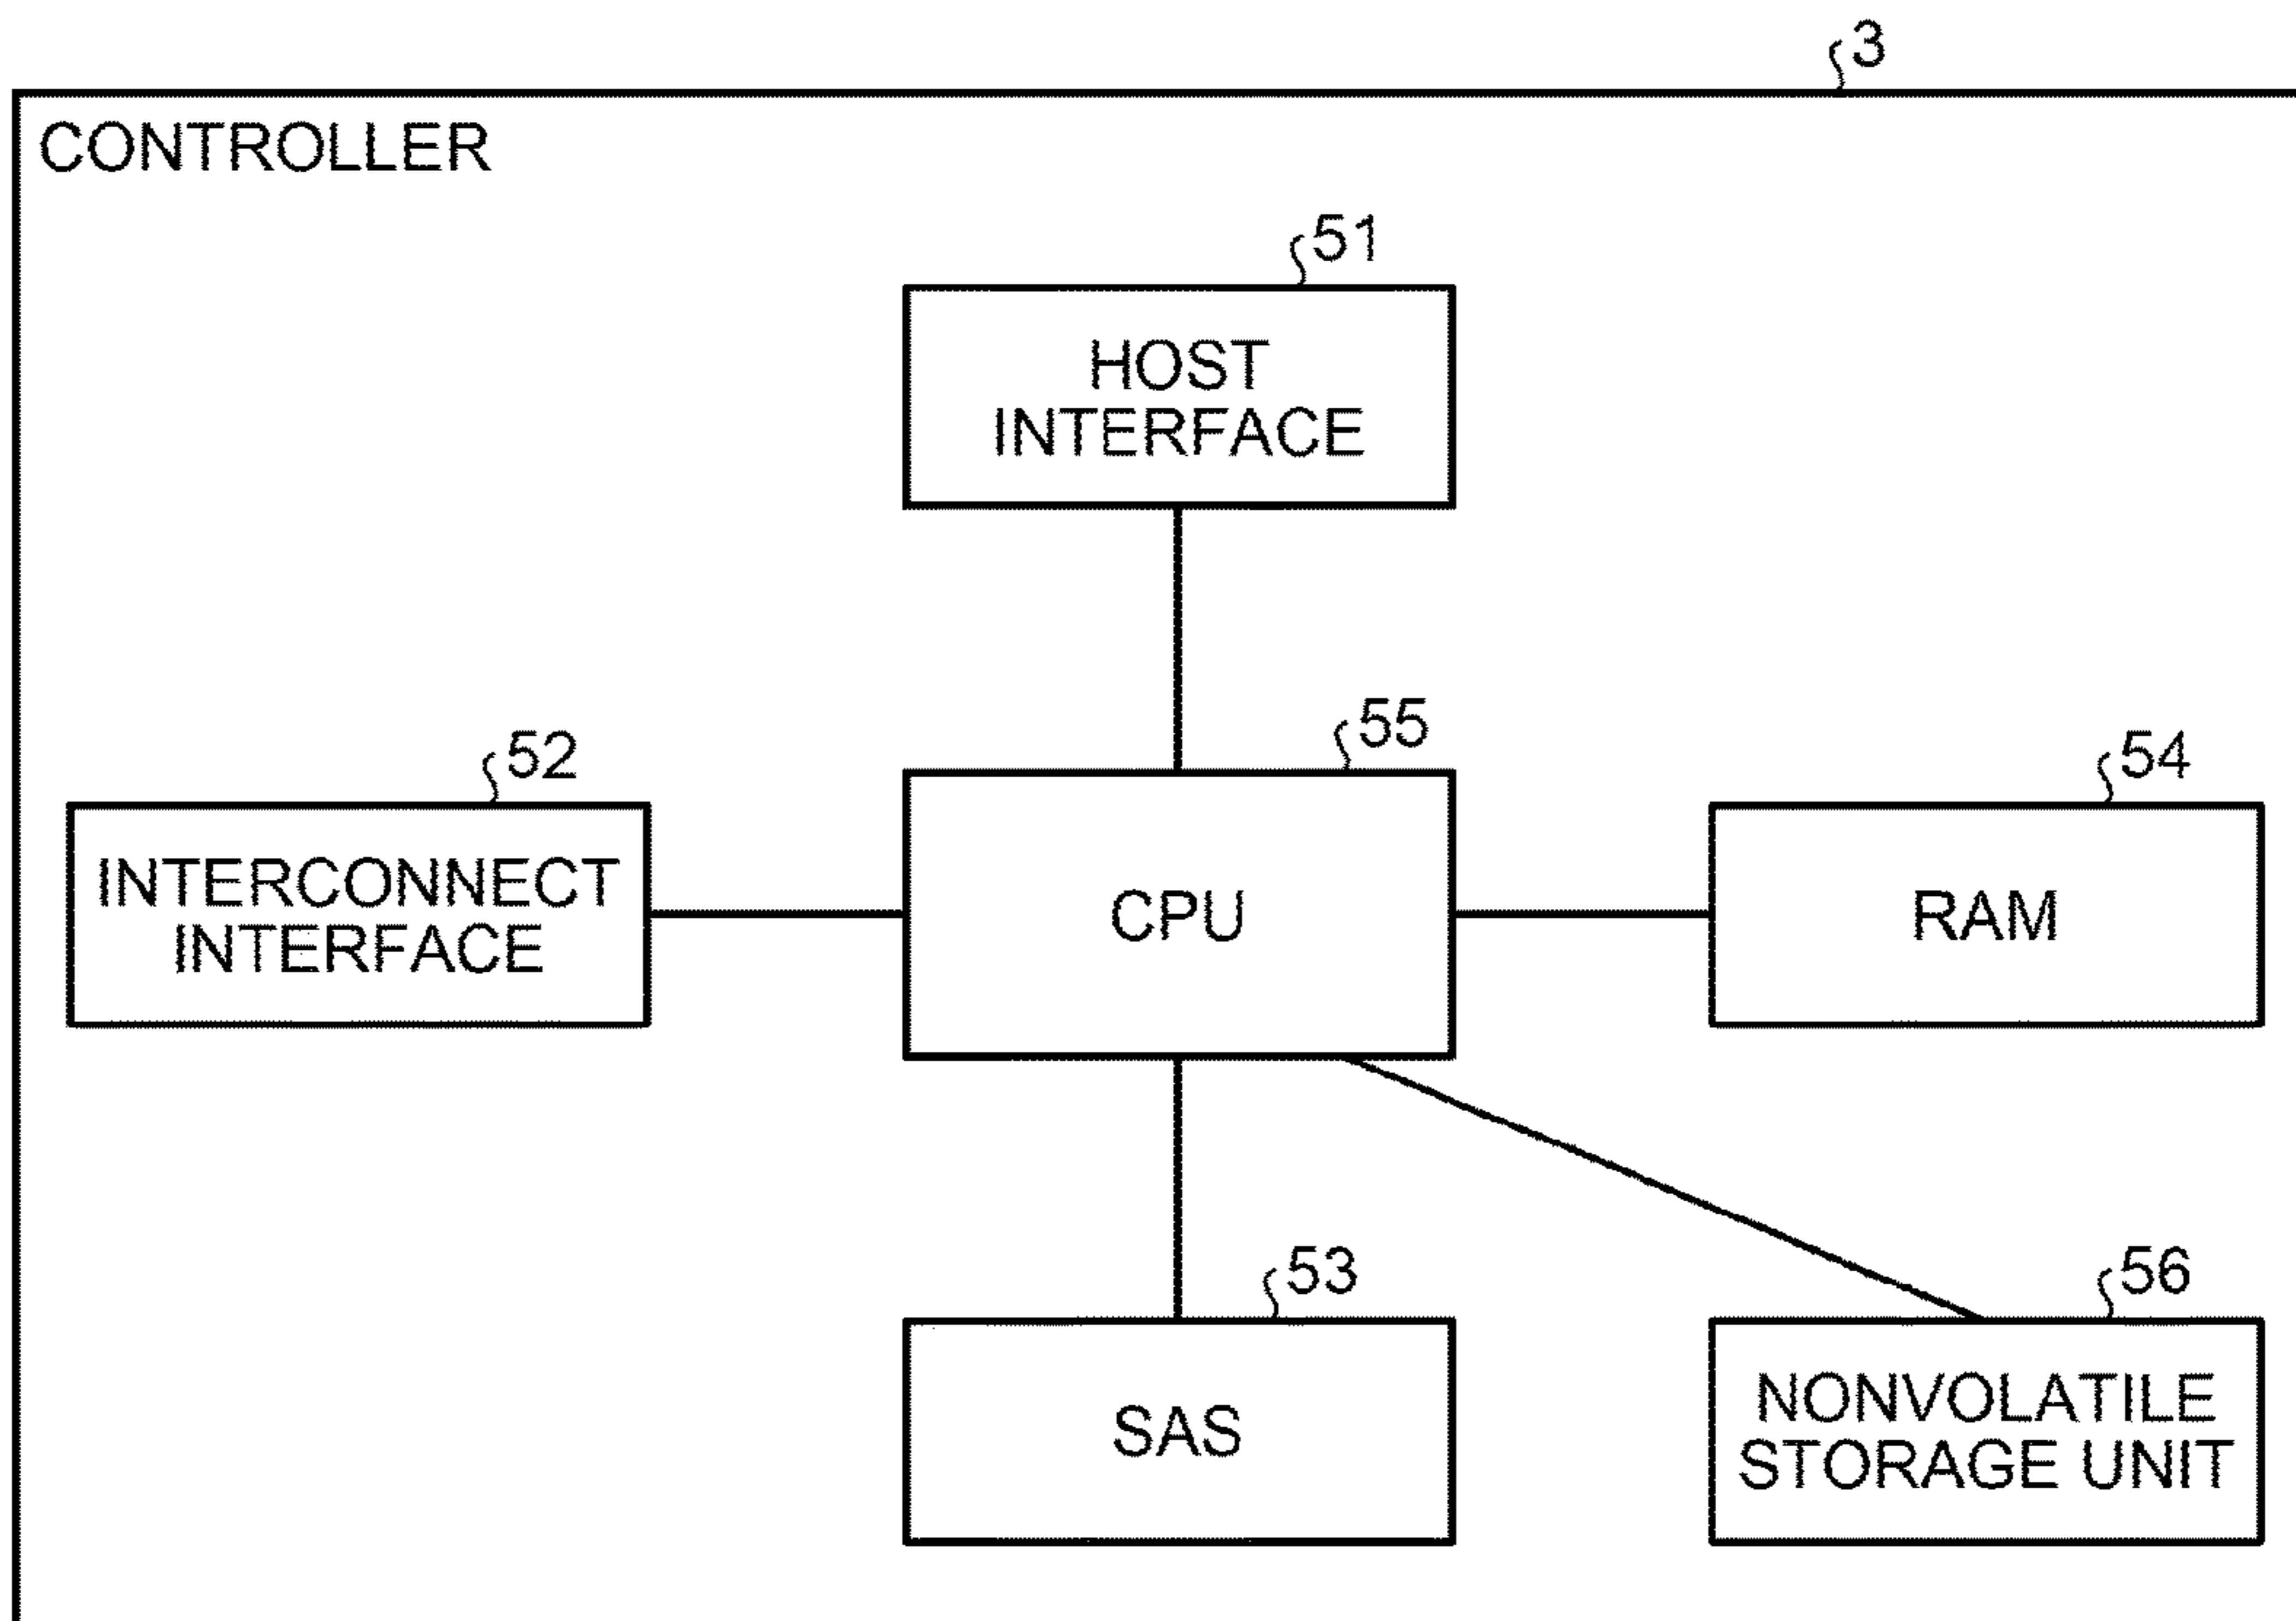 3
CONTROLLER
51
HOST
INTERFACE
55
52
54
INTERCONNECT
INTERFACE
CPU
RAM
53
56
SAS
NONVOLATILE
STORAGE UNIT